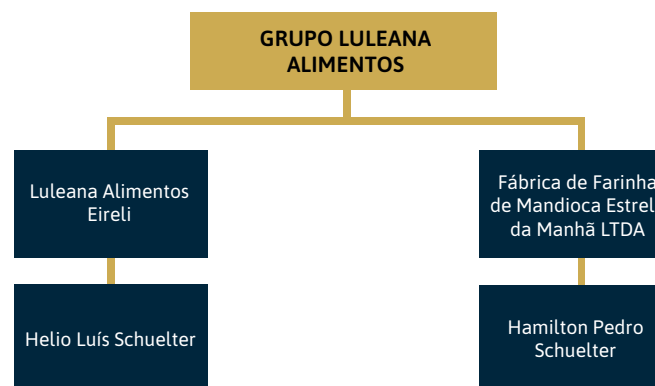 GRUPO LULEANA
ALIMENTOS
Luleana Alimentos
Eireli
Fábrica de Farinha
de Mandioca Estrel
da Manhã LTDA
Helio Luís Schuelter
Hamilton Pedro
Schuelter